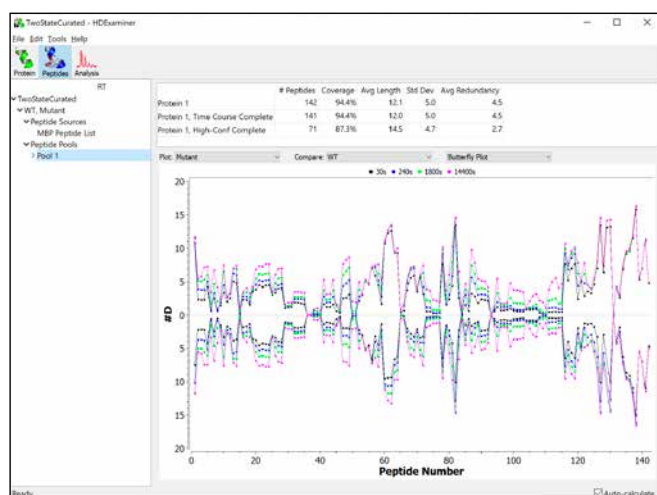 TwoStateCurated - HDExaminer
File Edit Tools Help
Protein Peptides Analysis
RT
TwoStateCurated
WT, Mutant
Peptide Sources
MBP Peptide List
Peptide Pools
Pool 1
# Peptides Coverage Avg Length Std Dev Avg Redundancy
Protein 1 142 94.4% 12.1 5.0 4.5
Protein 1, Time Course Complete 141 94.4% 12.0 5.0 4.5
Protein 1, High-Conf Complete 71 87.3% 14.5 4.7 2.7
Plot: Mutant Compare: WT Butterfly Plot
30s 240s 1800s 14400s
20
15
10
5
0
5
10
15
20
#D
0 20 40 60 80 100 120 140
Peptide Number
Ready Auto-calculate